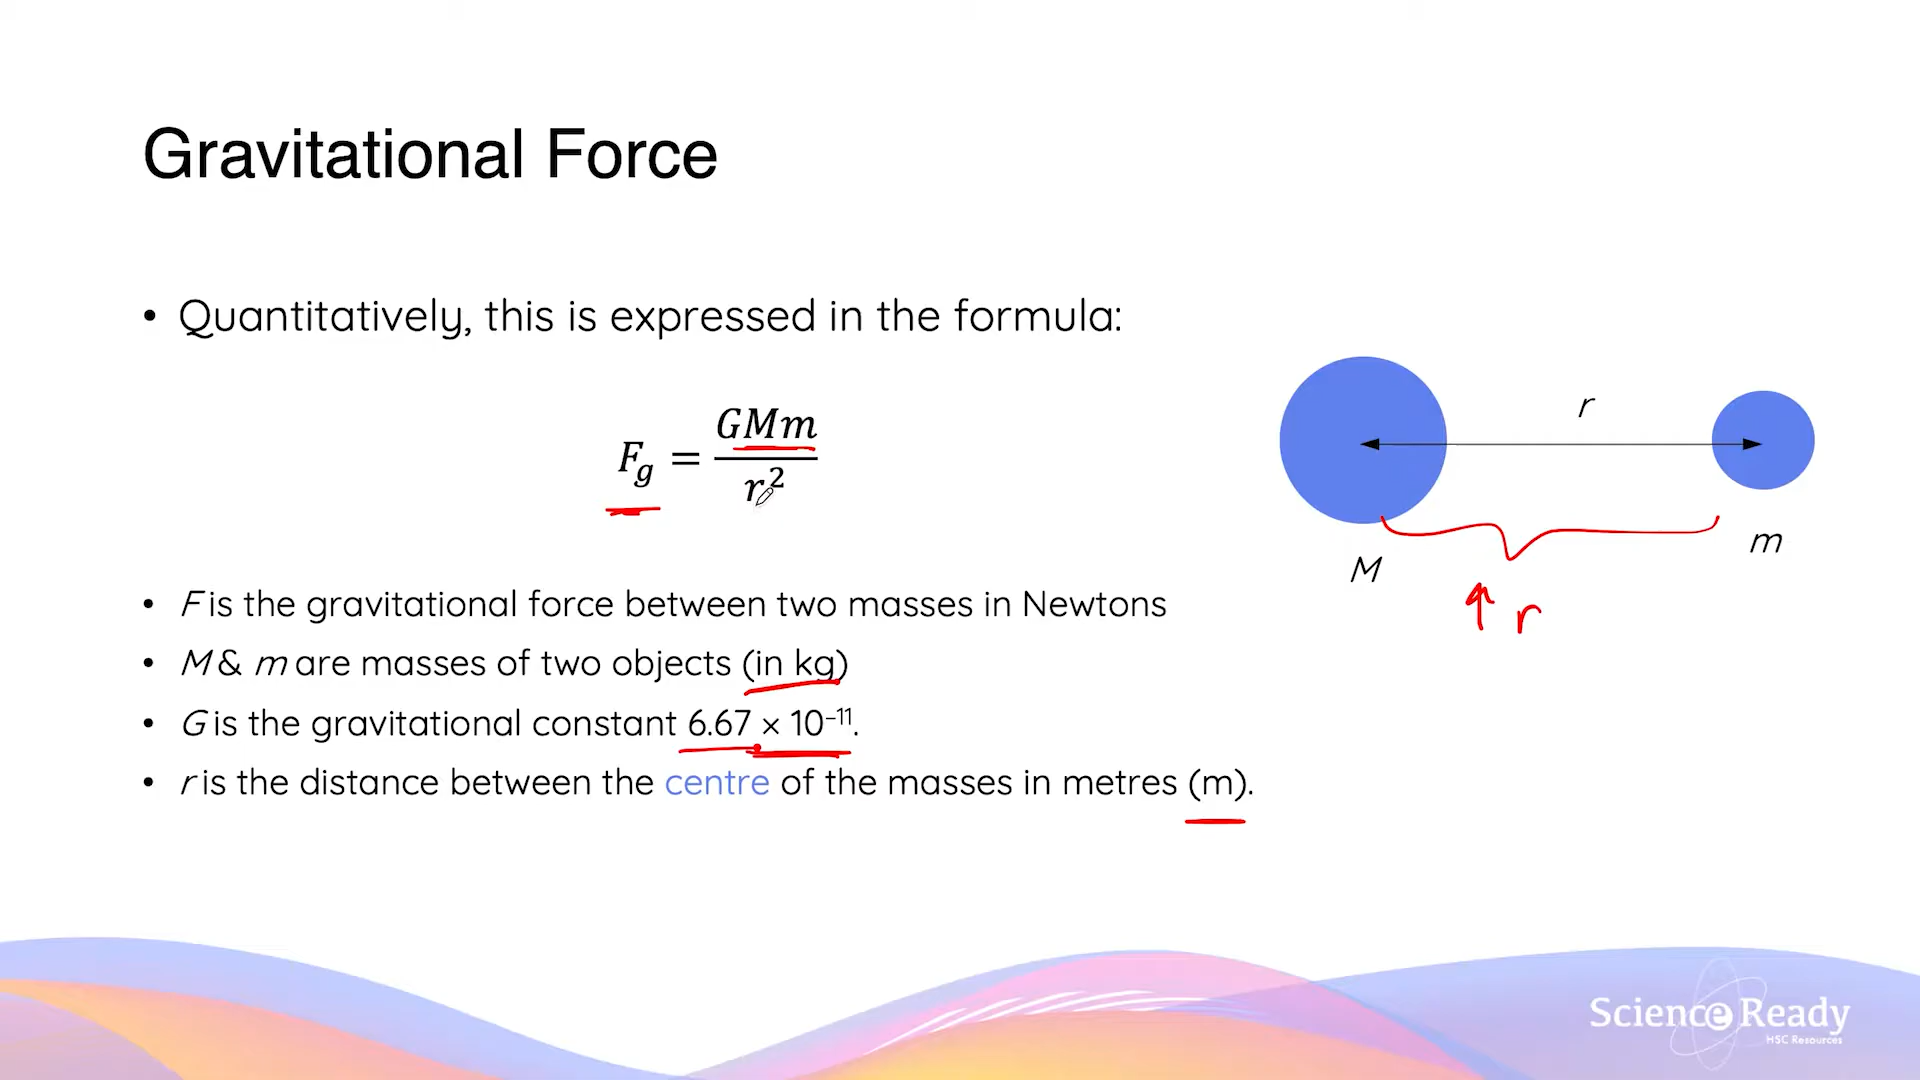 Gravitational Force
• Quantitatively, this is expressed in the formula:
F_g = GMm / r²
• F is the gravitational force between two masses in Newtons
• M & m are masses of two objects (in kg)
• G is the gravitational constant 6.67 × 10⁻¹¹.
• r is the distance between the centre of the masses in metres (m).
r
M
m
↑ r
Science Ready
HSC Resources